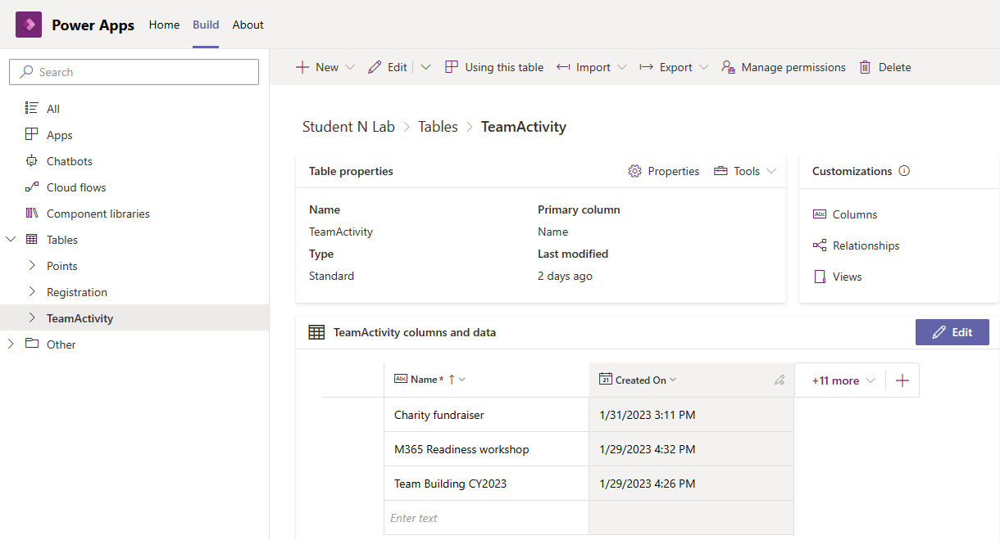 Power Apps Home Build About
Search
New Edit Using this table Import Export Manage permissions Delete
All
Apps
Chatbots
Cloud flows
Component libraries
Tables
Points
Registration
TeamActivity
Other
Student N Lab > Tables > TeamActivity
Table properties Properties Tools
Name Primary column
TeamActivity Name
Type Last modified
Standard 2 days ago
Customizations
Columns
Relationships
Views
TeamActivity columns and data Edit
Abc Name * 21 Created On +11 more
Charity fundraiser 1/31/2023 3:11 PM
M365 Readiness workshop 1/29/2023 4:32 PM
Team Building CY2023 1/29/2023 4:26 PM
Enter text